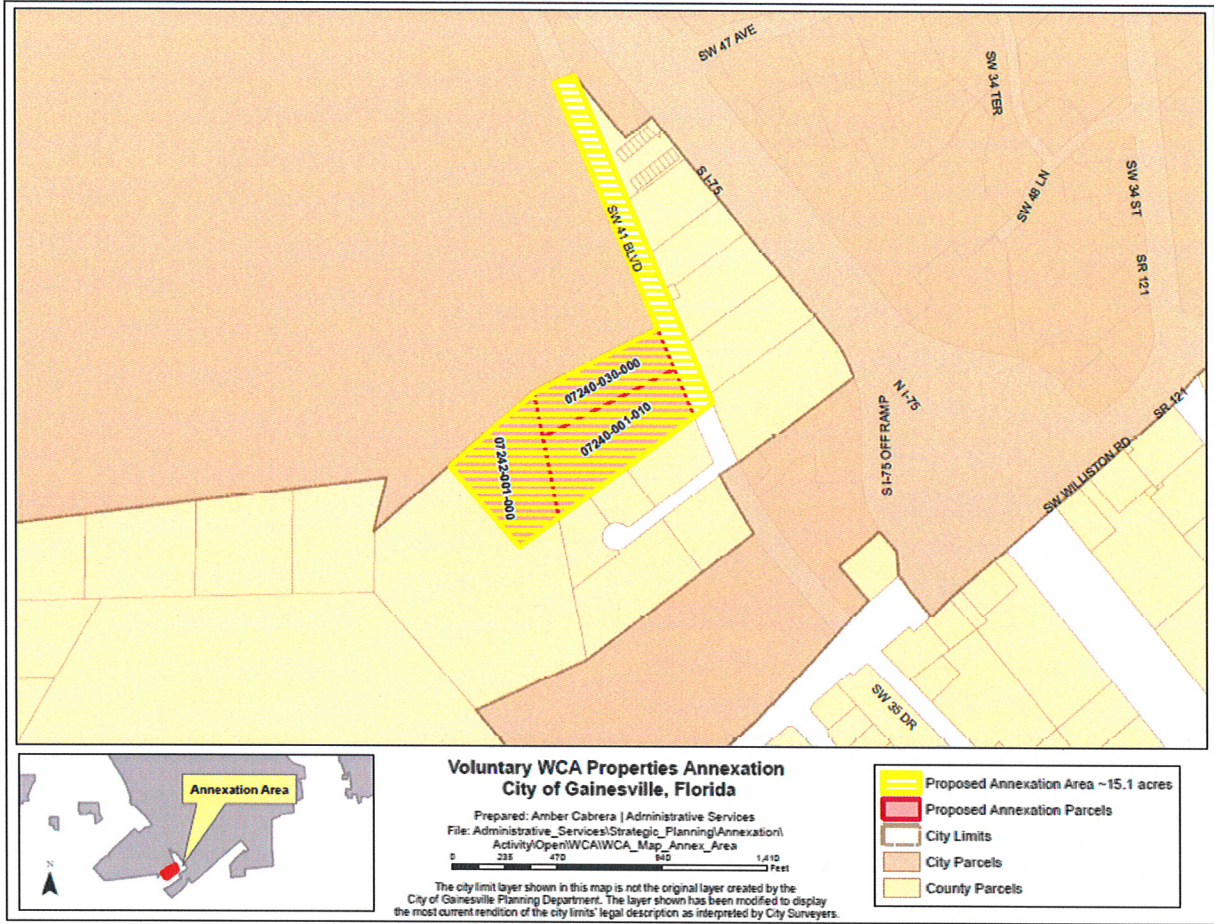 SW 47 AVE
SW 34 TER
SW 48 LN
SW 34 ST
SR 121
S I-75
SW 41 BLVD
07240-030-000
07240-001-010
07242-001-000
N I-75
S I-75 OFF RAMP
SR 121
SW WILLISTON RD
SW 35 DR
Annexation Area
N
Voluntary WCA Properties Annexation
City of Gainesville, Florida
Prepared: Amber Cabrera | Administrative Services
File: Administrative_Services\Strategic_Planning\Annexation\
Activity\Open\WCA\WCA_Map_Annex_Area
0 235 470 940 1,410
Feet
The city limit layer shown in this map is not the original layer created by the
City of Gainesville Planning Department. The layer shown has been modified to display
the most current rendition of the city limits' legal description as interpreted by City Surveyors.
Proposed Annexation Area ~15.1 acres
Proposed Annexation Parcels
City Limits
City Parcels
County Parcels